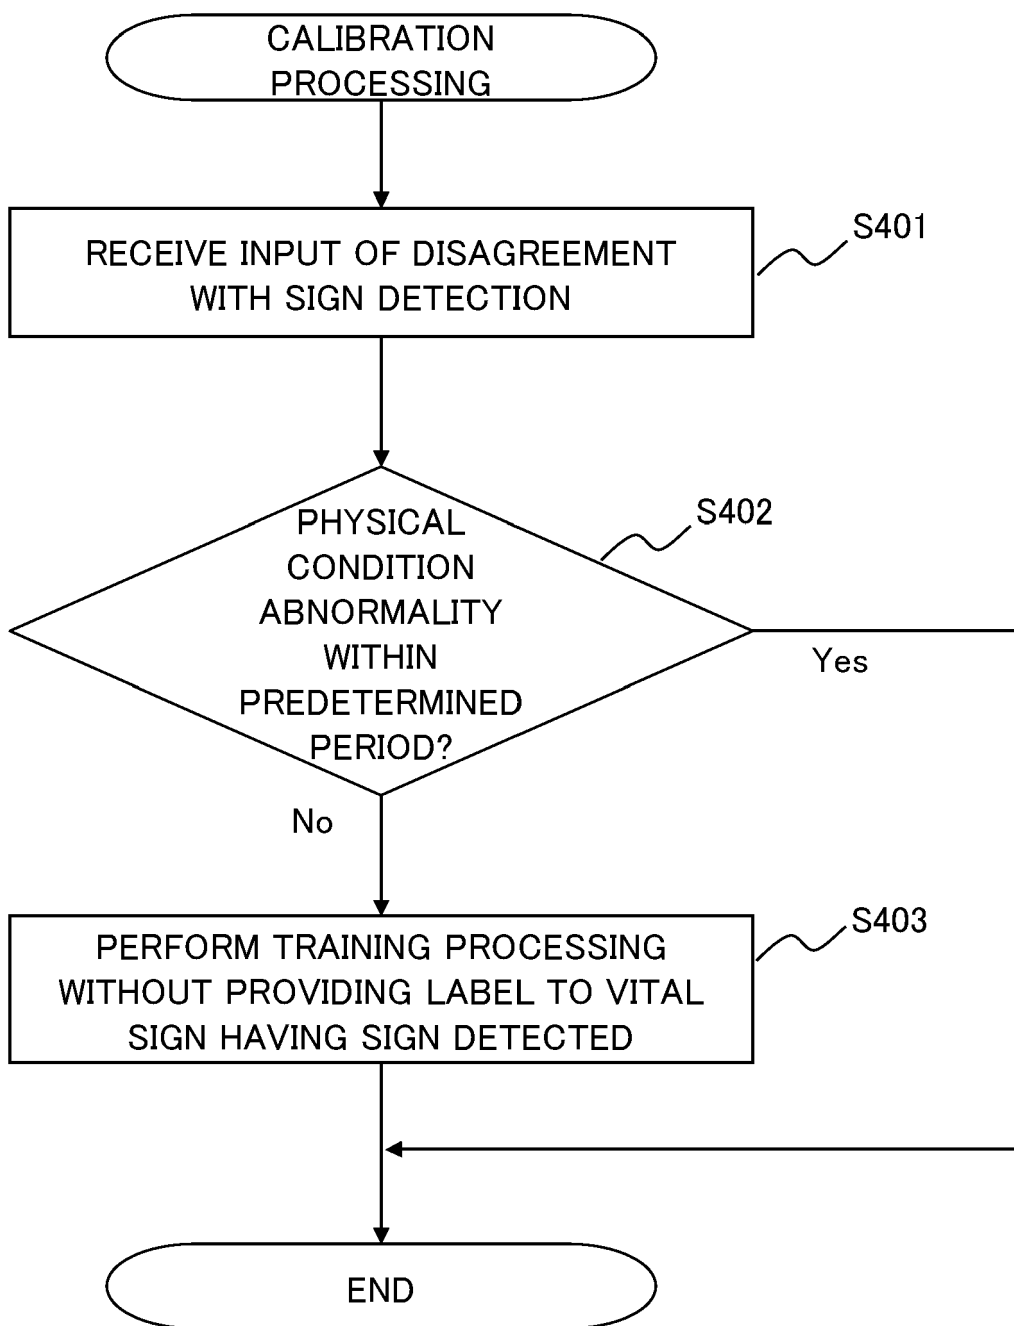 CALIBRATION
PROCESSING
RECEIVE INPUT OF DISAGREEMENT
WITH SIGN DETECTION
S401
PHYSICAL
CONDITION
ABNORMALITY
WITHIN
PREDETERMINED
PERIOD?
S402
Yes
No
PERFORM TRAINING PROCESSING
WITHOUT PROVIDING LABEL TO VITAL
SIGN HAVING SIGN DETECTED
S403
END